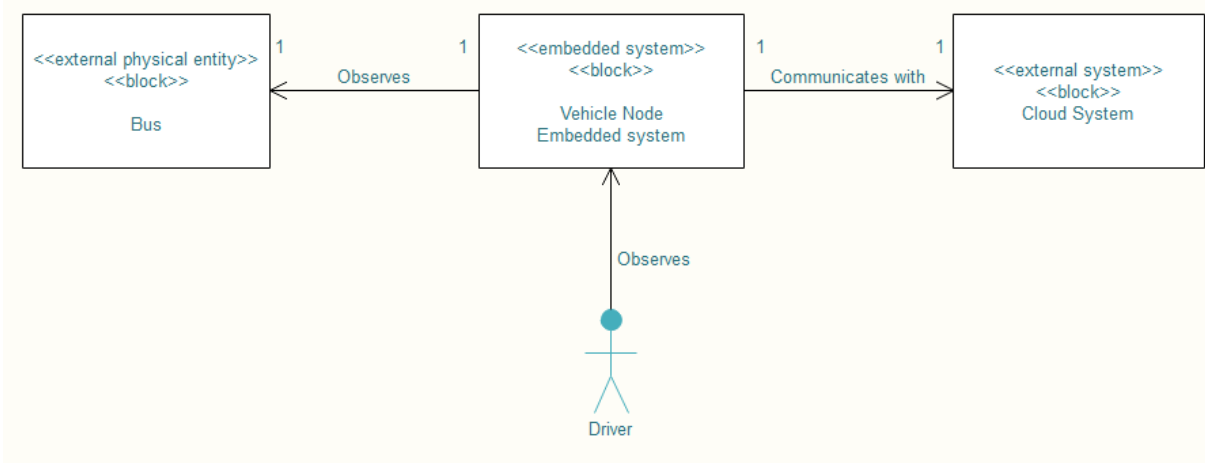 <<external physical entity>>
<<block>>
Bus
1
Observes
1
<<embedded system>>
<<block>>
Vehicle Node
Embedded system
1
Communicates with
1
<<external system>>
<<block>>
Cloud System
Observes
Driver